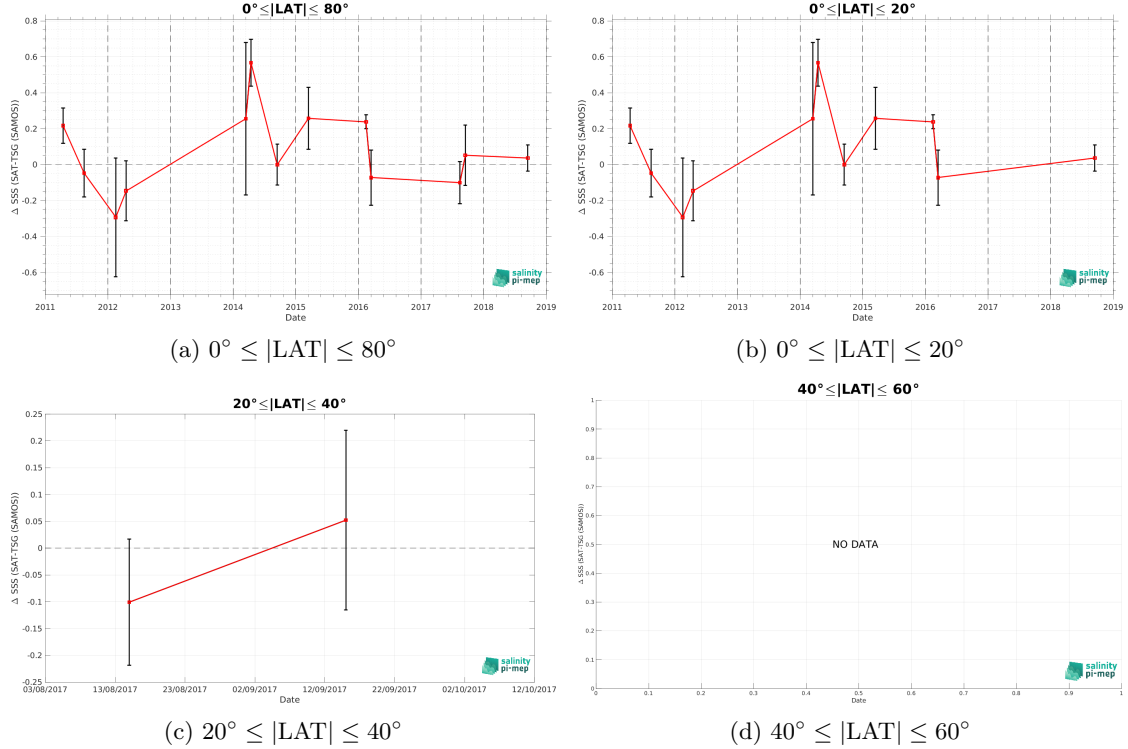 0°≤|LAT|≤ 80°
Δ SSS (SAT-TSG (SAMOS))
0.8
0.6
0.4
0.2
0
-0.2
-0.4
-0.6
2011 2012 2013 2014 2015 2016 2017 2018 2019
Date
salinity
pi-mep
(a) 0° ≤ |LAT| ≤ 80°
0°≤|LAT|≤ 20°
Δ SSS (SAT-TSG (SAMOS))
0.8
0.6
0.4
0.2
0
-0.2
-0.4
-0.6
2011 2012 2013 2014 2015 2016 2017 2018 2019
Date
salinity
pi-mep
(b) 0° ≤ |LAT| ≤ 20°
20°≤|LAT|≤ 40°
Δ SSS (SAT-TSG (SAMOS))
0.25
0.2
0.15
0.1
0.05
0
-0.05
-0.1
-0.15
-0.2
-0.25
03/08/2017 13/08/2017 23/08/2017 02/09/2017 12/09/2017 22/09/2017 02/10/2017 12/10/2017
Date
salinity
pi-mep
(c) 20° ≤ |LAT| ≤ 40°
40°≤|LAT|≤ 60°
Δ SSS (SAT-TSG (SAMOS))
1
0.9
0.8
0.7
0.6
0.5
0.4
0.3
0.2
0.1
0
NO DATA
0 0.1 0.2 0.3 0.4 0.5 0.6 0.7 0.8 0.9 1
Date
salinity
pi-mep
(d) 40° ≤ |LAT| ≤ 60°